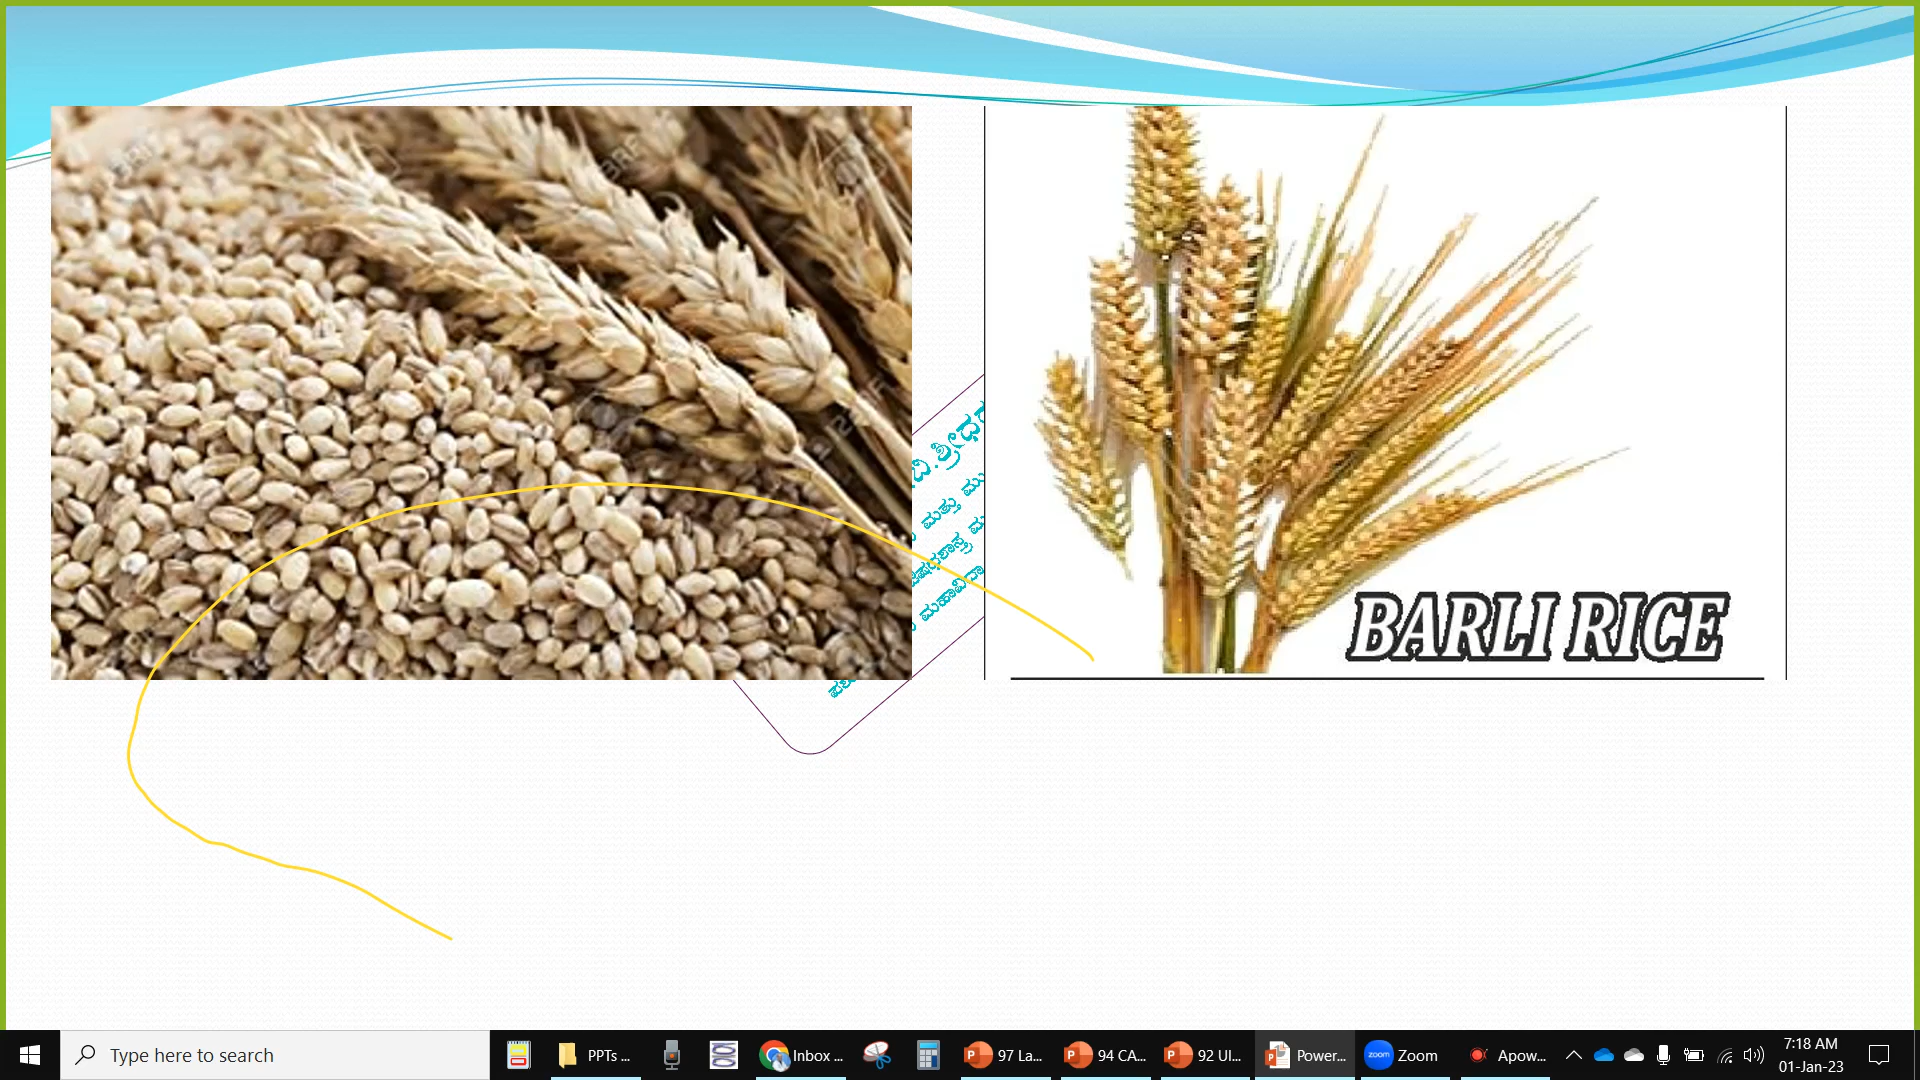 BARLI RICE
Type here to search
PPTs ...
Inbox ...
97 La...
94 CA...
92 Ul...
Power...
Zoom
Apow...
7:18 AM
01-Jan-23